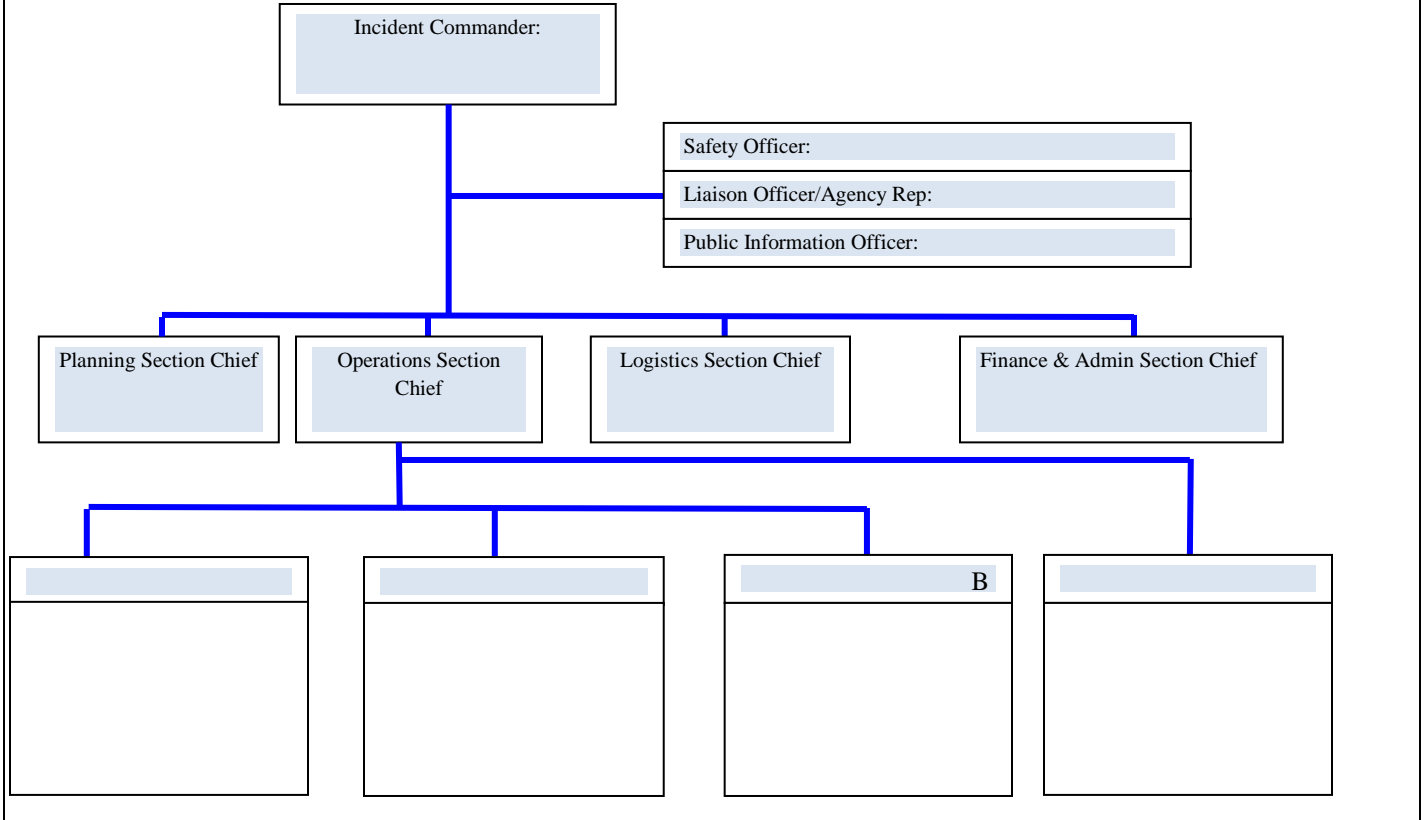 Incident Commander:
Safety Officer:
Liaison Officer/Agency Rep:
Public Information Officer:
Planning Section Chief
Operations Section
Chief
Logistics Section Chief
Finance & Admin Section Chief
B